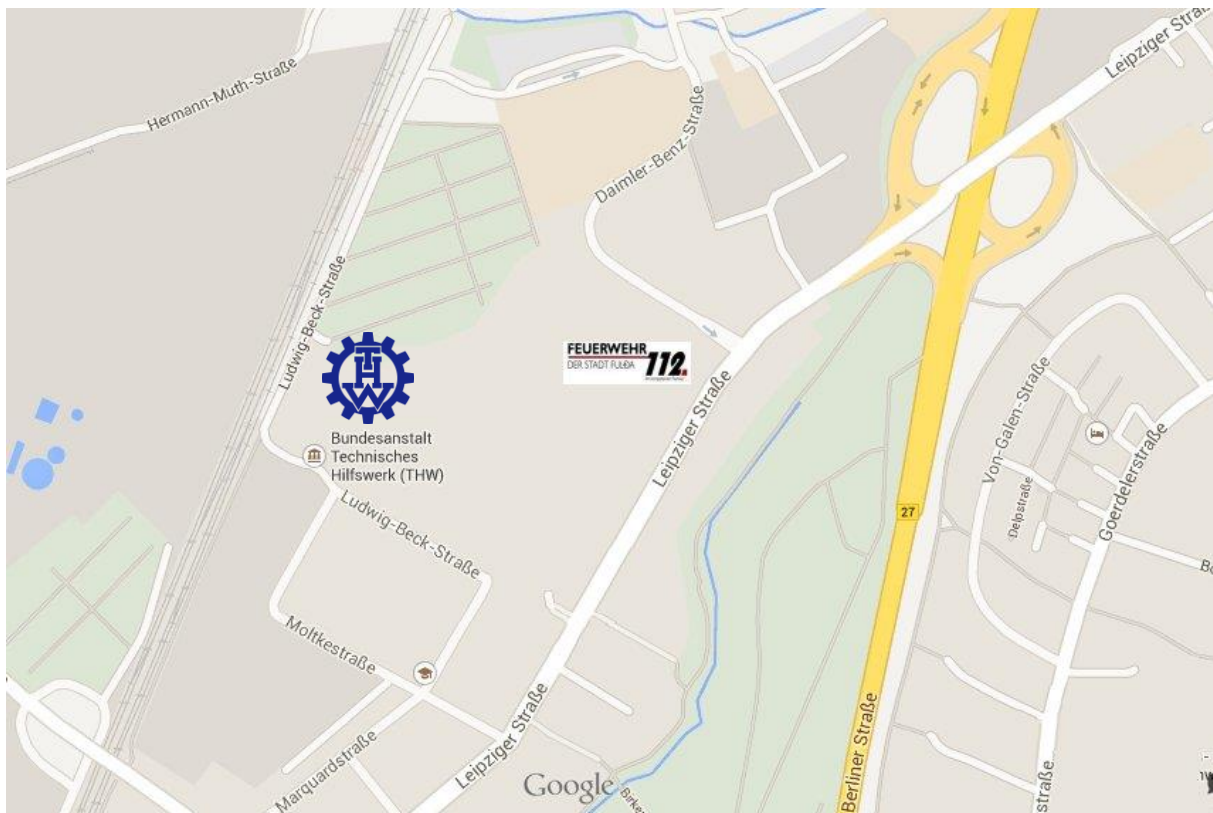 Leipziger Straße
Hermann-Muth-Straße
Daimler-Benz-Straße
Ludwig-Beck-Straße
THW
FEUERWEHR
DER STADT FULDA
112.
Leipziger Straße
Von-Galen-Straße
Bundesanstalt
Technisches
Hilfswerk (THW)
Goerdelerstraße
Delpstraße
27
Ludwig-Beck-Straße
Moltkestraße
Leipziger Straße
Marquardstraße
Berliner Straße
Google
straße